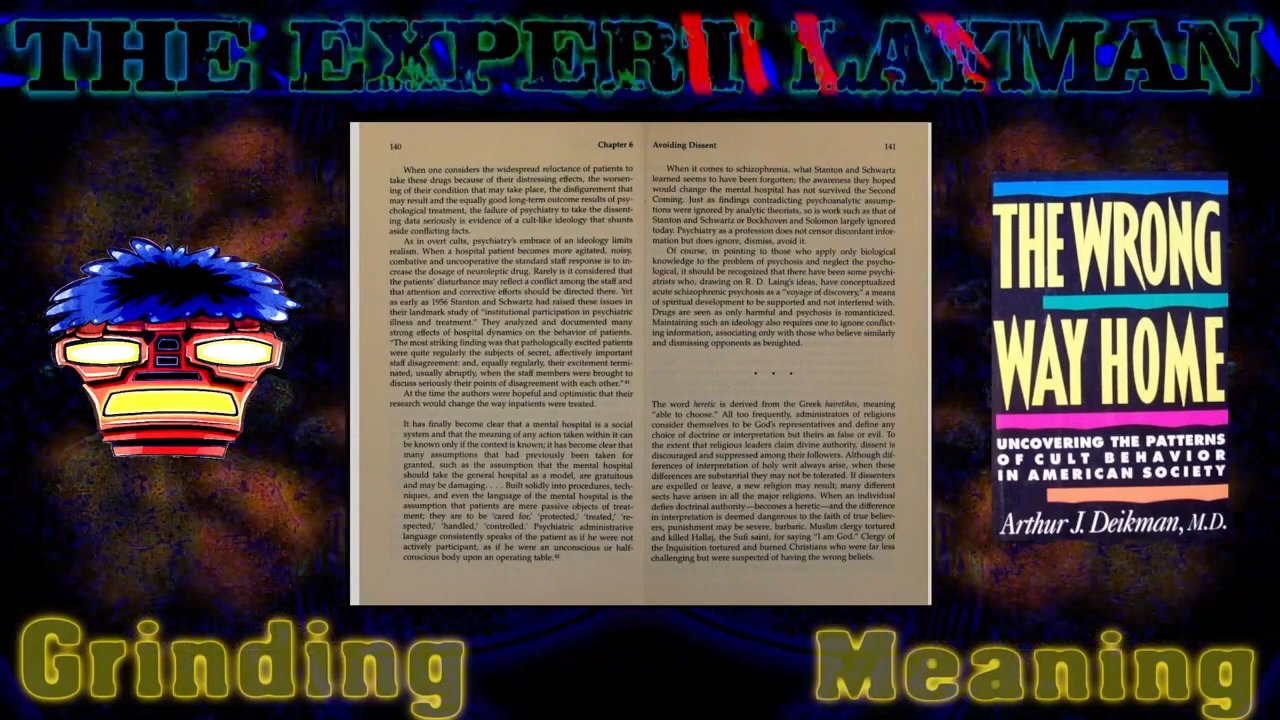 THE EXPERT LAYMAN
140
Chapter 6
When one considers the widespread reluctance of patients to
take these drugs because of their distressing effects, the worsen-
ing of their condition that may take place, the disfigurement that
may result and the equally good long-term outcome results of psy-
chological treatment, the failure of psychiatry to take the dissent-
ing data seriously is evidence of a cult-like ideology that shunts
aside conflicting facts.
As in overt cults, psychiatry's embrace of an ideology limits
realism. When a hospital patient becomes more agitated, noisy,
combative and uncooperative the standard staff response is to in-
crease the dosage of neuroleptic drug. Rarely is it considered that
the patients' disturbance may reflect a conflict among the staff and
that attention and corrective efforts should be directed there. Yet
as early as 1956 Stanton and Schwartz had raised these issues in
their landmark study of "institutional participation in psychiatric
illness and treatment." They analyzed and documented many
strong effects of hospital dynamics on the behavior of patients.
"The most striking finding was that pathologically excited patients
were quite regularly the subjects of secret, affectively important
staff disagreement: and, equally regularly, their excitement termi-
nated, usually abruptly, when the staff members were brought to
discuss seriously their points of disagreement with each other."⁴¹
At the time the authors were hopeful and optimistic that their
research would change the way inpatients were treated.
It has finally become clear that a mental hospital is a social
system and that the meaning of any action taken within it can
be known only if the context is known; it has become clear that
many assumptions that had previously been taken for
granted, such as the assumption that the mental hospital
should take the general hospital as a model, are gratuitous
and may be damaging. . . . Built solidly into procedures, tech-
niques, and even the language of the mental hospital is the
assumption that patients are mere passive objects of treat-
ment; they are to be 'cared for,' 'protected,' 'treated,' 're-
spected,' 'handled,' 'controlled.' Psychiatric administrative
language consistently speaks of the patient as if he were not
actively participant, as if he were an unconscious or half-
conscious body upon an operating table.⁴²
Avoiding Dissent
141
When it comes to schizophrenia, what Stanton and Schwartz
learned seems to have been forgotten; the awareness they hoped
would change the mental hospital has not survived the Second
Coming. Just as findings contradicting psychoanalytic assump-
tions were ignored by analytic theorists, so is work such as that of
Stanton and Schwartz or Bockhoven and Solomon largely ignored
today. Psychiatry as a profession does not censor discordant infor-
mation but does ignore, dismiss, avoid it.
Of course, in pointing to those who apply only biological
knowledge to the problem of psychosis and neglect the psycho-
logical, it should be recognized that there have been some psychi-
atrists who, drawing on R. D. Laing's ideas, have conceptualized
acute schizophrenic psychosis as a "voyage of discovery," a means
of spiritual development to be supported and not interfered with.
Drugs are seen as only harmful and psychosis is romanticized.
Maintaining such an ideology also requires one to ignore conflict-
ing information, associating only with those who believe similarly
and dismissing opponents as benighted.
• • •
The word heretic is derived from the Greek hairetikos, meaning
"able to choose." All too frequently, administrators of religions
consider themselves to be God's representatives and define any
choice of doctrine or interpretation but theirs as false or evil. To
the extent that religious leaders claim divine authority, dissent is
discouraged and suppressed among their followers. Although dif-
ferences of interpretation of holy writ always arise, when these
differences are substantial they may not be tolerated. If dissenters
are expelled or leave, a new religion may result; many different
sects have arisen in all the major religions. When an individual
defies doctrinal authority—becomes a heretic—and the difference
in interpretation is deemed dangerous to the faith of true believ-
ers, punishment may be severe, barbaric. Muslim clergy tortured
and killed Hallaj, the Sufi saint, for saying "I am God." Clergy of
the Inquisition tortured and burned Christians who were far less
challenging but were suspected of having the wrong beliefs.
THE WRONG
WAY HOME
UNCOVERING THE PATTERNS
OF CULT BEHAVIOR
IN AMERICAN SOCIETY
Arthur J. Deikman, M.D.
Grinding
Meaning